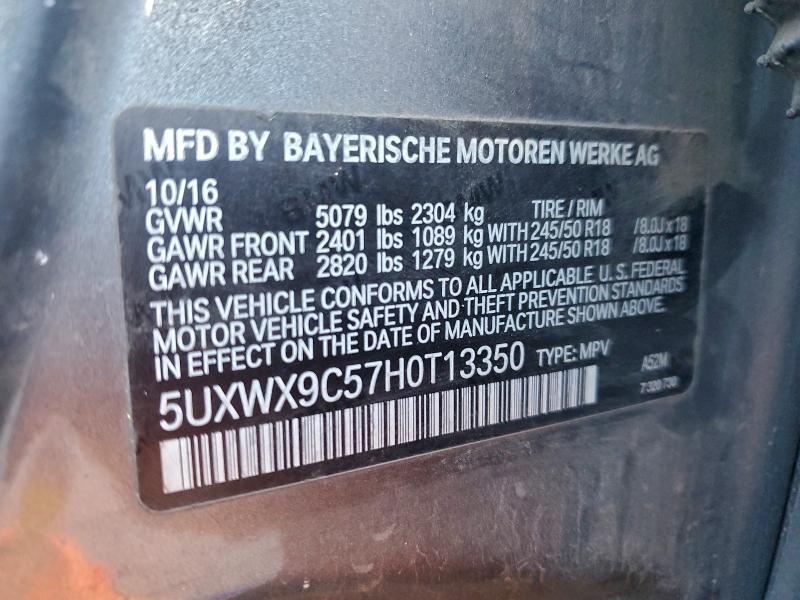 MFD BY BAYERISCHE MOTOREN WERKE AG
10/16 TIRE / RIM
GVWR 5079 lbs 2304 kg
GAWR FRONT 2401 lbs 1089 kg WITH 245/50 R18 / 8.0J x 18
GAWR REAR 2820 lbs 1279 kg WITH 245/50 R18 / 8.0J x 18
THIS VEHICLE CONFORMS TO ALL APPLICABLE U.S. FEDERAL
MOTOR VEHICLE SAFETY AND THEFT PREVENTION STANDARDS
IN EFFECT ON THE DATE OF MANUFACTURE SHOWN ABOVE.
5UXWX9C57H0T13350 TYPE: MPV A52M
7 320 730